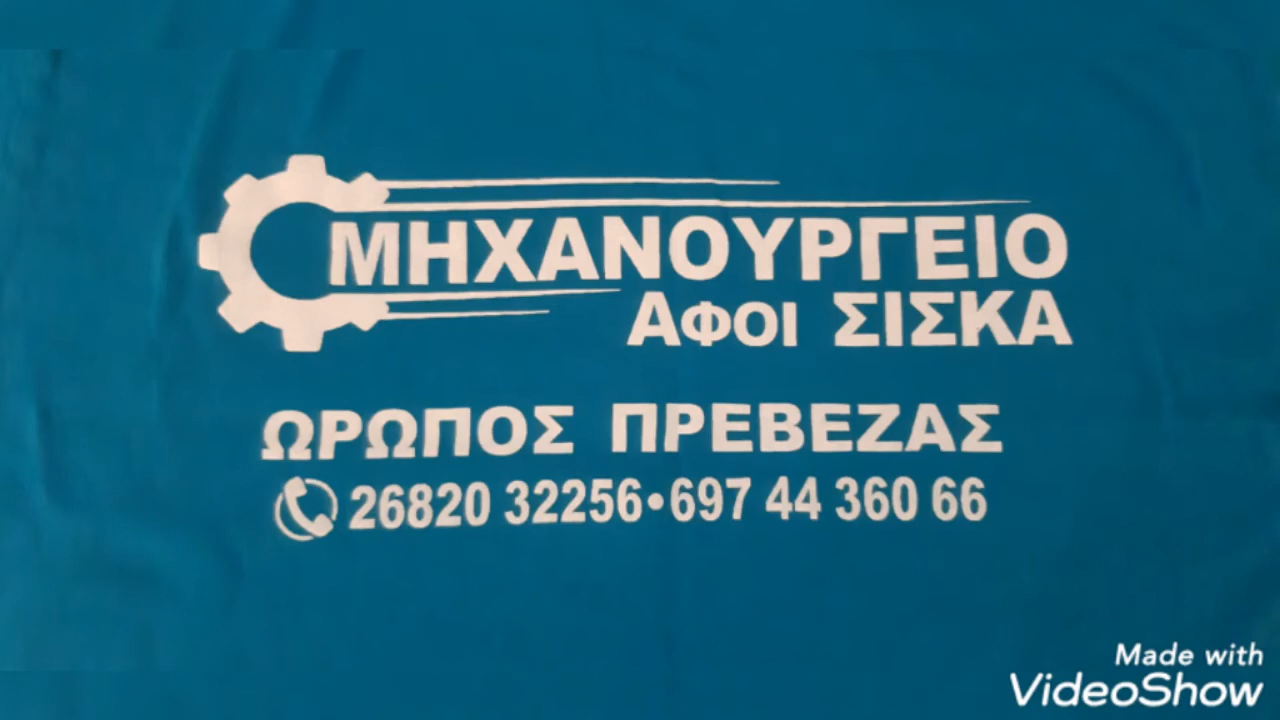 ΜΗΧΑΝΟΥΡΓΕΙΟ
ΑΦΟΙ ΣΙΣΚΑ
ΩΡΩΠΟΣ ΠΡΕΒΕΖΑΣ
26820 32256•697 44 360 66
Made with
VideoShow